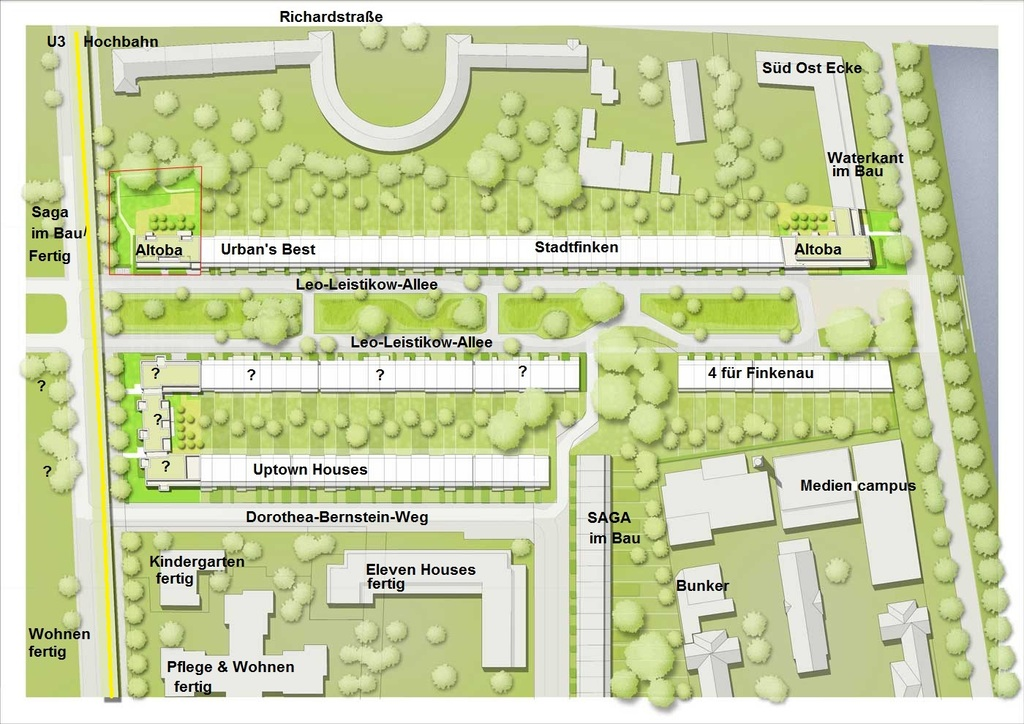 Richardstraße
U3 Hochbahn
Süd Ost Ecke
Waterkant
im Bau
Saga
im Bau/
Fertig
Altoba
Urban's Best
Stadtfinken
Altoba
Leo-Leistikow-Allee
Leo-Leistikow-Allee
?
?
?
?
?
4 für Finkenau
?
?
?
Uptown Houses
Medien campus
Dorothea-Bernstein-Weg
SAGA
im Bau
Kindergarten
fertig
Eleven Houses
fertig
Bunker
Wohnen
fertig
Pflege & Wohnen
fertig